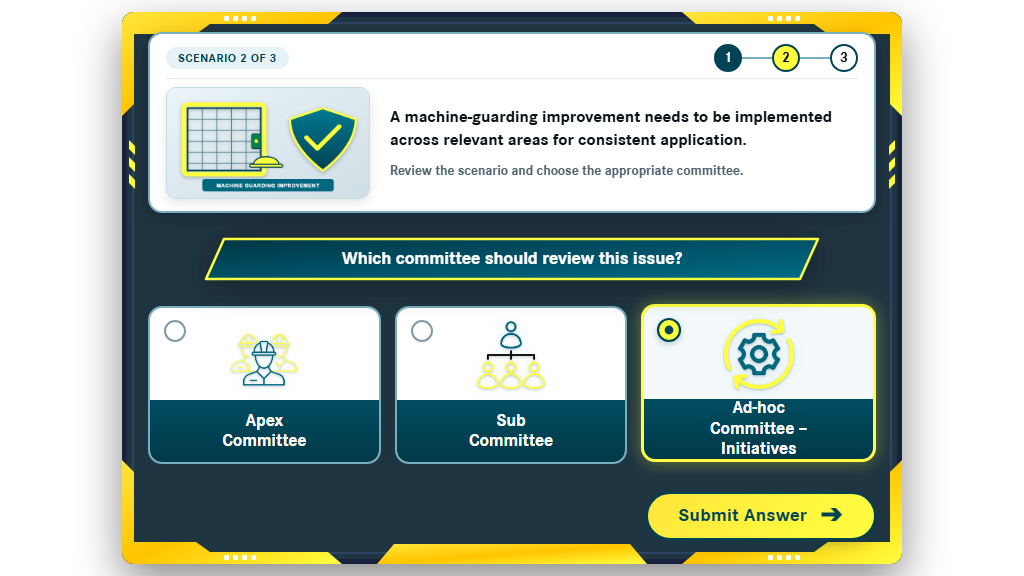 SCENARIO 2 OF 3
1
2
3
MACHINE GUARDING IMPROVEMENT
A machine-guarding improvement needs to be implemented
across relevant areas for consistent application.
Review the scenario and choose the appropriate committee.
Which committee should review this issue?
Apex
Committee
Sub
Committee
Ad-hoc
Committee –
Initiatives
Submit Answer